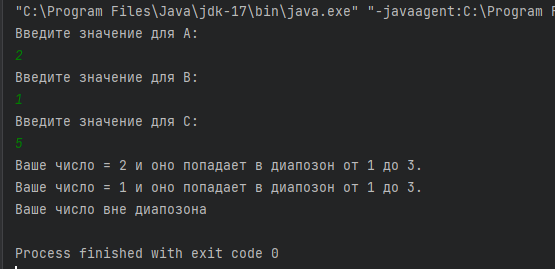 "C:\Program Files\Java\jdk-17\bin\java.exe" "-javaagent:C:\Program
Введите значение для A:
2
Введите значение для B:
1
Введите значение для C:
5
Ваше число = 2 и оно попадает в диапозон от 1 до 3.
Ваше число = 1 и оно попадает в диапозон от 1 до 3.
Ваше число вне диапозона
Process finished with exit code 0